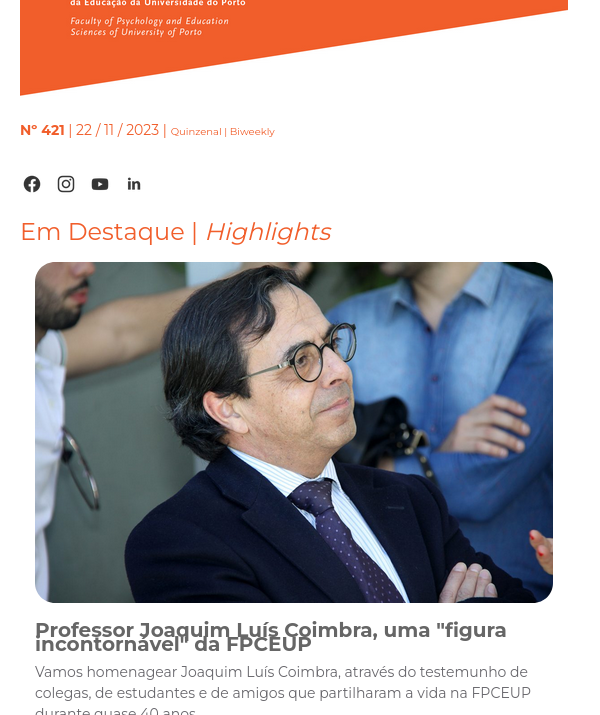 da Educação da Universidade do Porto
Faculty of Psychology and Education
Sciences of University of Porto
Nº 421 | 22 / 11 / 2023 | Quinzenal | Biweekly
Em Destaque | Highlights
Professor Joaquim Luís Coimbra, uma "figura
incontornável" da FPCEUP
Vamos homenagear Joaquim Luís Coimbra, através do testemunho de
colegas, de estudantes e de amigos que partilharam a vida na FPCEUP
durante quase 40 anos